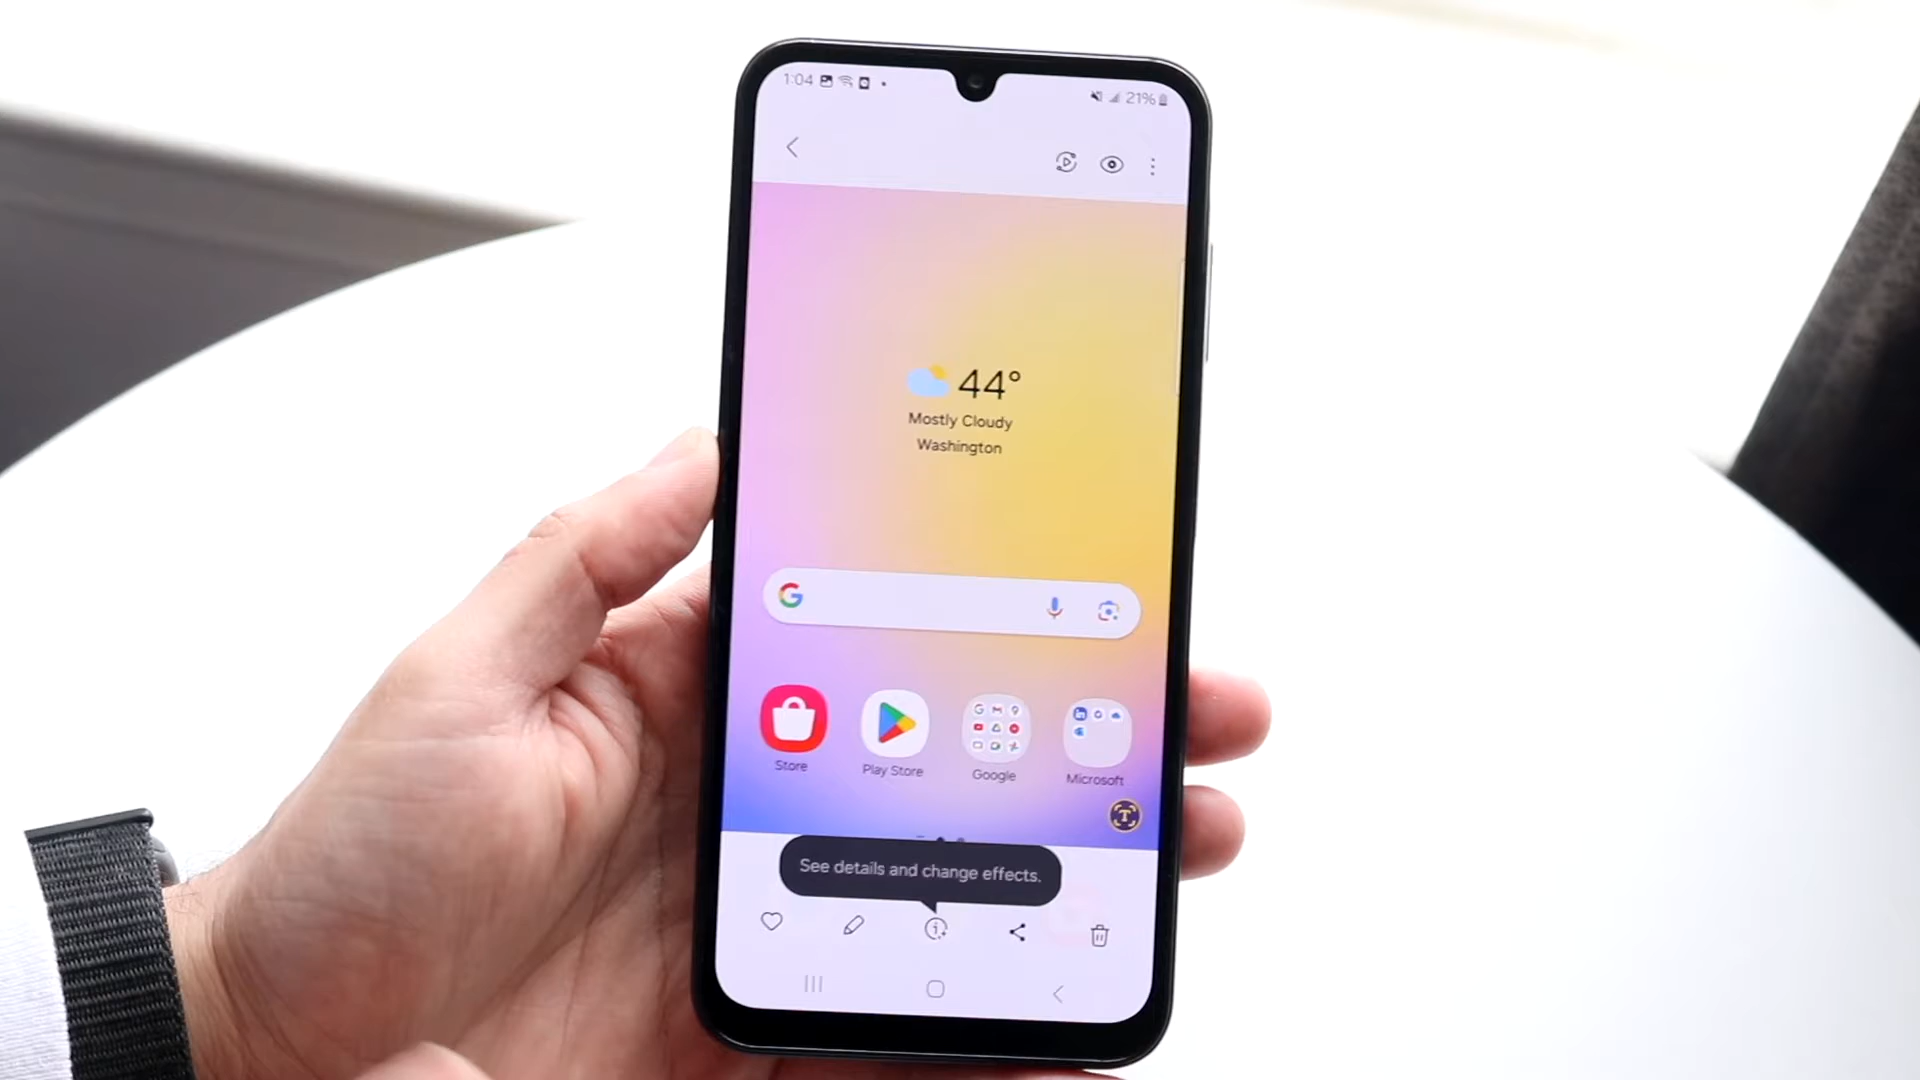 1:04 21%
44°
Mostly Cloudy
Washington
G
Store Play Store Google Microsoft
T
See details and change effects.